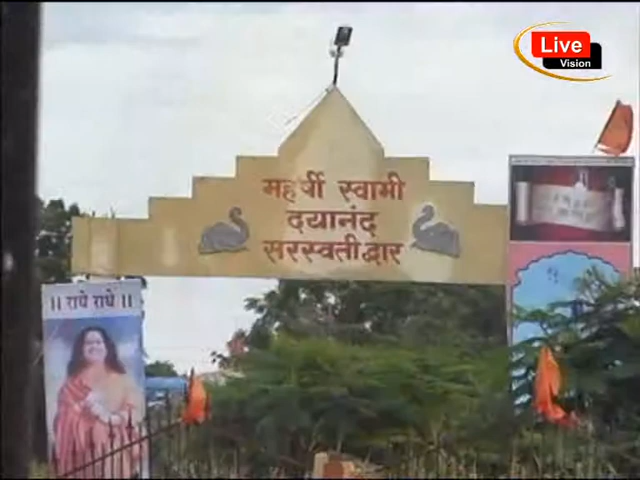 Live
Vision
महर्षी स्वामी
दयानंद
सरस्वती द्वार
॥ राधे राधे ॥